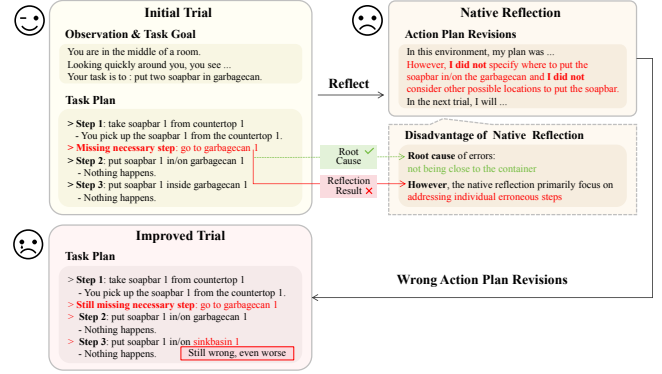 Initial Trial
Observation & Task Goal
You are in the middle of a room.
Looking quickly around you, you see ...
Your task is to : put two soapbar in garbagecan.
Task Plan
> Step 1: take soapbar 1 from countertop 1
- You pick up the soapbar 1 from the countertop 1.
> Missing necessary step: go to garbagecan 1
> Step 2: put soapbar 1 in/on garbagecan 1
- Nothing happens.
> Step 3: put soapbar 1 inside garbagecan 1
- Nothing happens.
Reflect
Native Reflection
Action Plan Revisions
In this environment, my plan was ...
However, I did not specify where to put the
soapbar in/on the garbagecan and I did not
consider other possible locations to put the soapbar.
In the next trial, I will ...
Root
Cause
Reflection
Result
Disadvantage of Native Reflection
Root cause of errors:
not being close to the container
However, the native reflection primarily focus on
addressing individual erroneous steps
Wrong Action Plan Revisions
Improved Trial
Task Plan
> Step 1: take soapbar 1 from countertop 1
- You pick up the soapbar 1 from the countertop 1.
> Still missing necessary step: go to garbagecan 1
> Step 2: put soapbar 1 in/on garbagecan 1
- Nothing happens.
> Step 3: put soapbar 1 in/on sinkbasin 1
- Nothing happens.
Still wrong, even worse